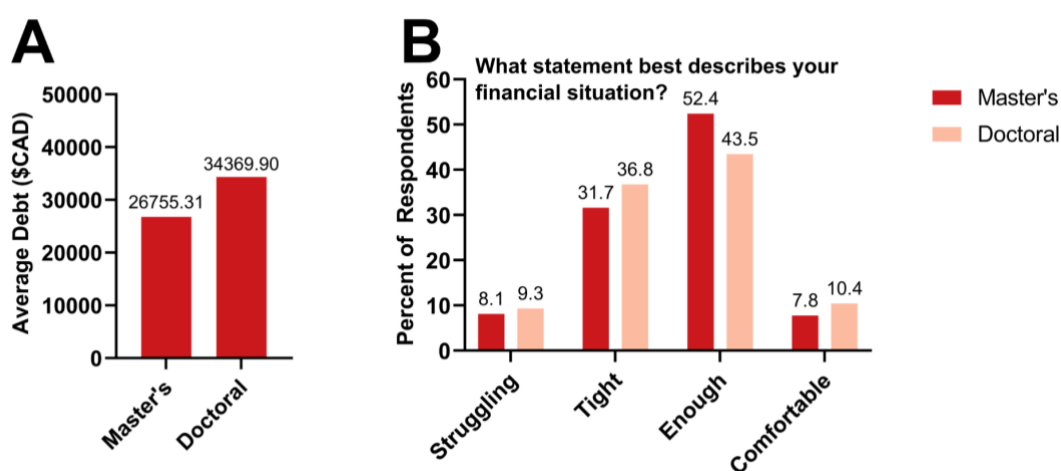 A
50000
40000
30000
20000
10000
0
Average Debt ($CAD)
26755.31
34369.90
Master's
Doctoral
B
What statement best describes your
financial situation?
60
50
40
30
20
10
0
Percent of Respondents
8.1
9.3
31.7
36.8
52.4
43.5
7.8
10.4
Struggling
Tight
Enough
Comfortable
Master's
Doctoral